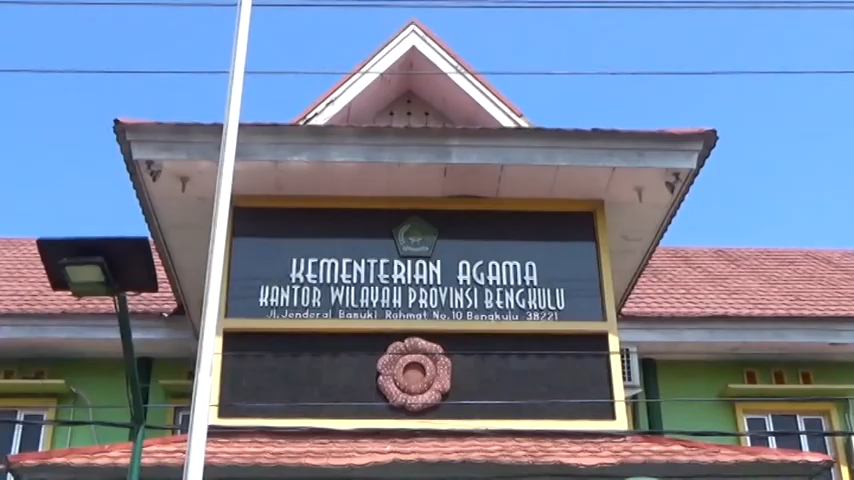 KEMENTERIAN AGAMA
KANTOR WILAYAH PROVINSI BENGKULU
Jl. Jenderal Basuki Rahmat No.10 BENGKULU 38221